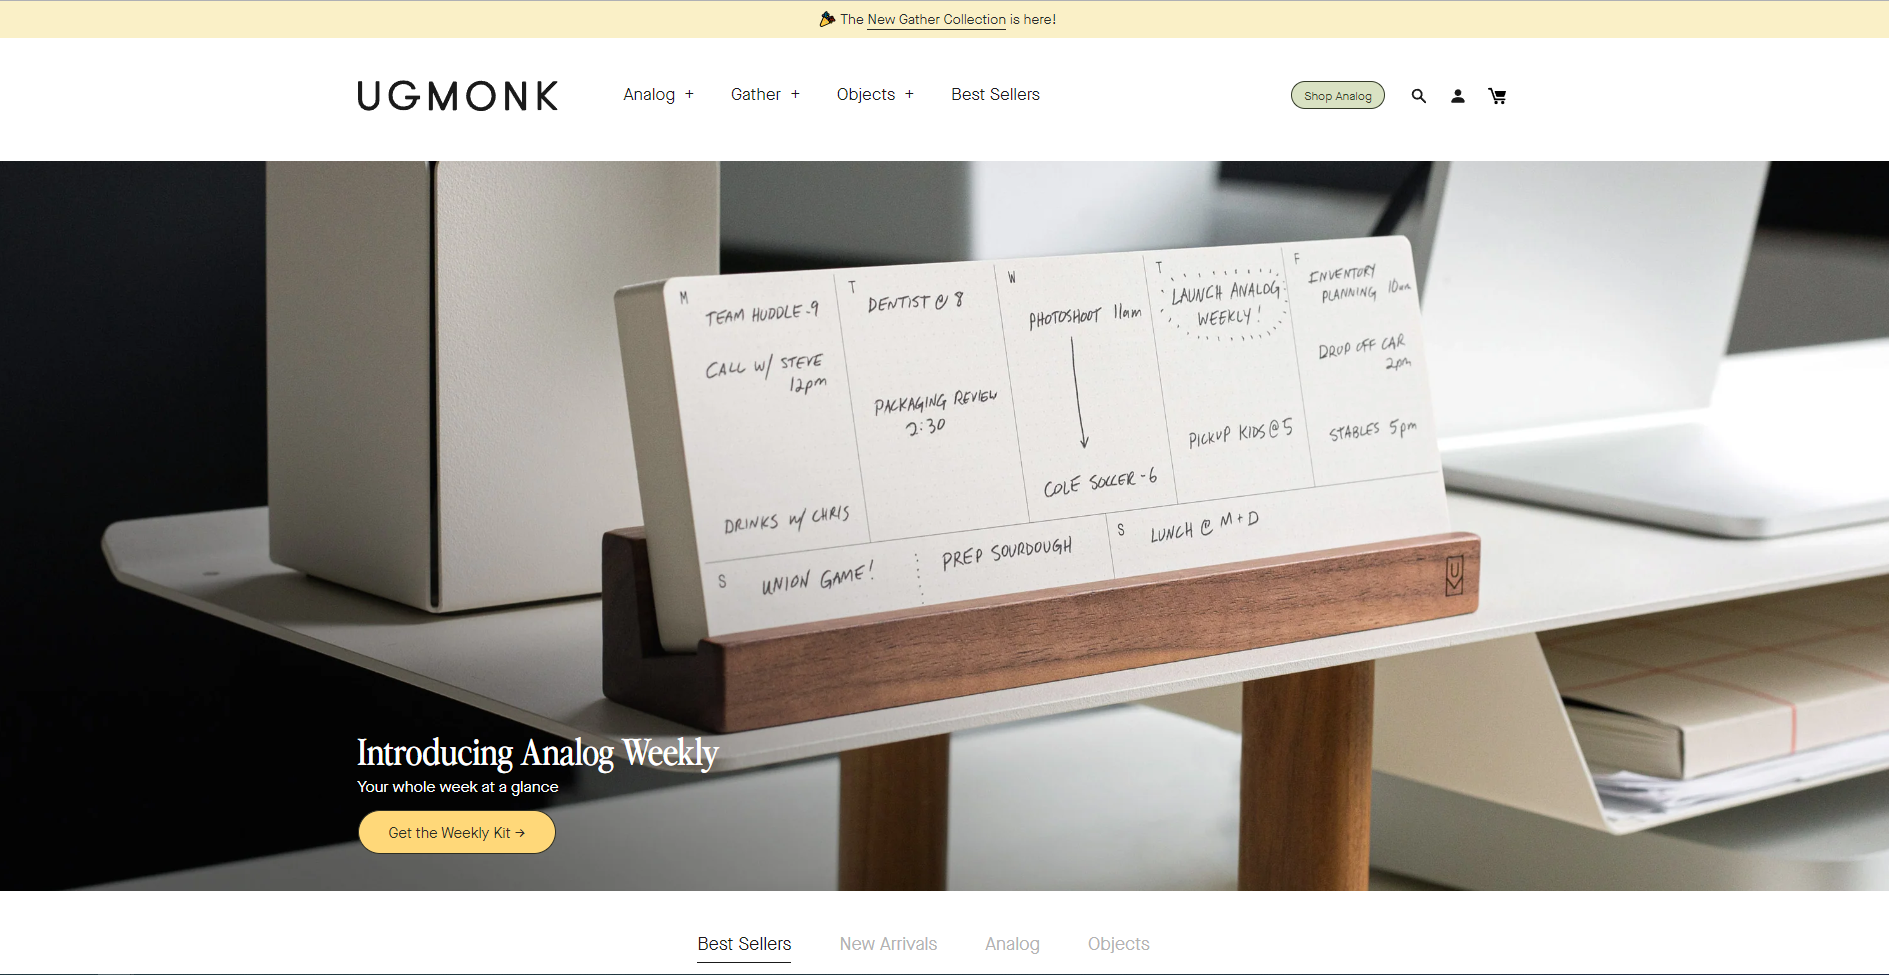 The New Gather Collection is here!
UGMONK
Analog +
Gather +
Objects +
Best Sellers
Shop Analog
M
TEAM HUDDLE - 9
CALL W/ STEVE
12pm
DRINKS W/ CHRIS
T
DENTIST @ 8
PACKAGING REVIEW
2:30
W
PHOTOSHOOT 11am
COLE SOCCER - 6
T
LAUNCH ANALOG
WEEKLY!
PICKUP KIDS @ 5
F
INVENTORY
PLANNING 10am
DROP OFF CAR
2pm
STABLES 5pm
S
UNION GAME!
PREP SOURDOUGH
S
LUNCH @ M + D
Introducing Analog Weekly
Your whole week at a glance
Get the Weekly Kit →
Best Sellers
New Arrivals
Analog
Objects